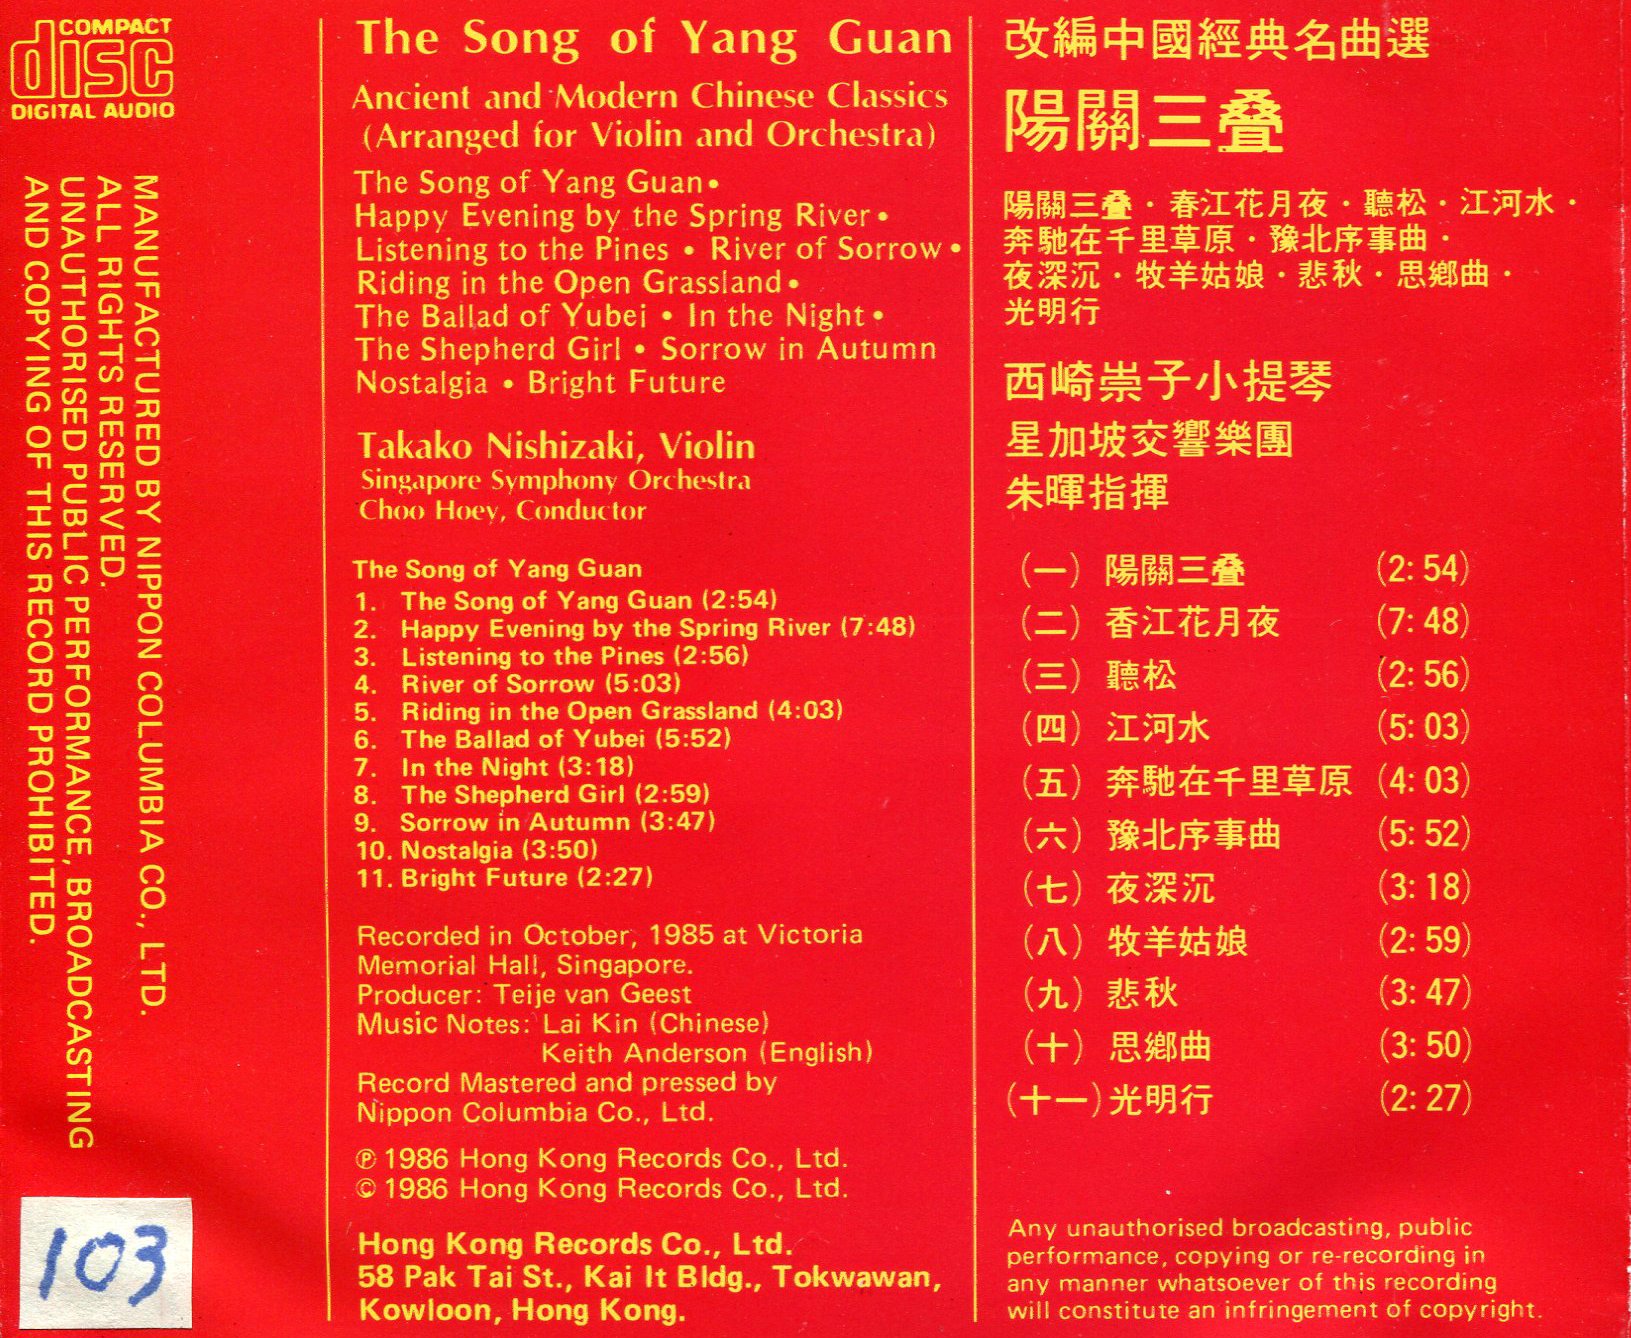 COMPACT
disc
DIGITAL AUDIO
MANUFACTURED BY NIPPON COLUMBIA CO., LTD.
ALL RIGHTS RESERVED.
UNAUTHORISED PUBLIC PERFORMANCE, BROADCASTING
AND COPYING OF THIS RECORD PROHIBITED.
103
The Song of Yang Guan
Ancient and Modern Chinese Classics
(Arranged for Violin and Orchestra)
The Song of Yang Guan•
Happy Evening by the Spring River•
Listening to the Pines • River of Sorrow•
Riding in the Open Grassland•
The Ballad of Yubei • In the Night•
The Shepherd Girl • Sorrow in Autumn
Nostalgia • Bright Future
Takako Nishizaki, Violin
Singapore Symphony Orchestra
Choo Hoey, Conductor
The Song of Yang Guan
1. The Song of Yang Guan (2:54)
2. Happy Evening by the Spring River (7:48)
3. Listening to the Pines (2:56)
4. River of Sorrow (5:03)
5. Riding in the Open Grassland (4:03)
6. The Ballad of Yubei (5:52)
7. In the Night (3:18)
8. The Shepherd Girl (2:59)
9. Sorrow in Autumn (3:47)
10. Nostalgia (3:50)
11. Bright Future (2:27)
Recorded in October, 1985 at Victoria
Memorial Hall, Singapore.
Producer: Teije van Geest
Music Notes: Lai Kin (Chinese)
Keith Anderson (English)
Record Mastered and pressed by
Nippon Columbia Co., Ltd.
℗ 1986 Hong Kong Records Co., Ltd.
© 1986 Hong Kong Records Co., Ltd.
Hong Kong Records Co., Ltd.
58 Pak Tai St., Kai It Bldg., Tokwawan,
Kowloon, Hong Kong.
改編中國經典名曲選
陽關三叠
陽關三叠・春江花月夜・聽松・江河水・
奔馳在千里草原・豫北序事曲・
夜深沉・牧羊姑娘・悲秋・思鄉曲・
光明行
西崎崇子小提琴
星加坡交響樂團
朱暉指揮
(一) 陽關三叠 (2:54)
(二) 香江花月夜 (7:48)
(三) 聽松 (2:56)
(四) 江河水 (5:03)
(五) 奔馳在千里草原 (4:03)
(六) 豫北序事曲 (5:52)
(七) 夜深沉 (3:18)
(八) 牧羊姑娘 (2:59)
(九) 悲秋 (3:47)
(十) 思鄉曲 (3:50)
(十一) 光明行 (2:27)
Any unauthorised broadcasting, public
performance, copying or re-recording in
any manner whatsoever of this recording
will constitute an infringement of copyright.